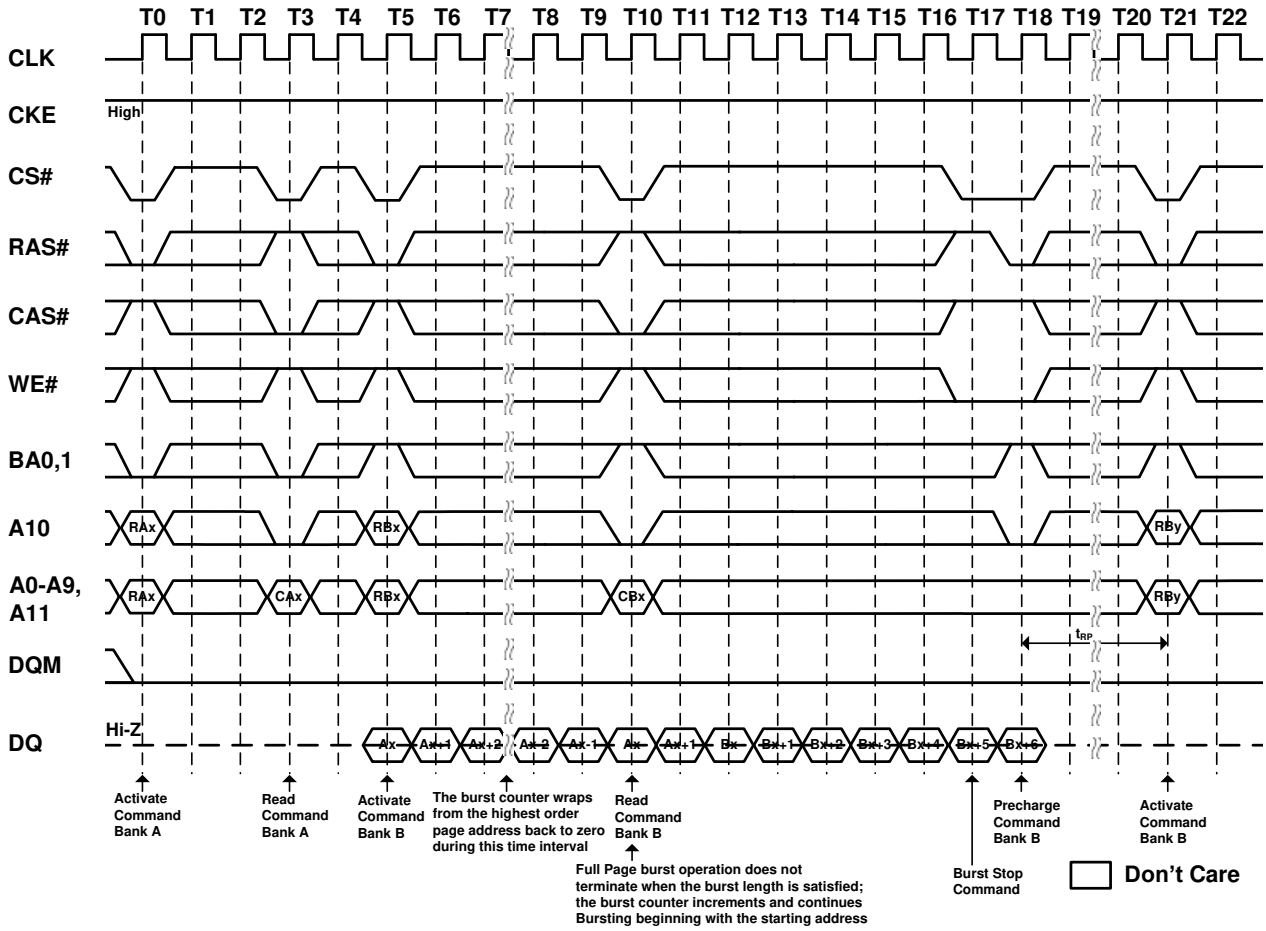 T0 T1 T2 T3 T4 T5 T6 T7 T8 T9 T10 T11 T12 T13 T14 T15 T16 T17 T18 T19 T20 T21 T22
CLK
CKE
High
CS#
RAS#
CAS#
WE#
BA0,1
A10
RAx RBx RBy
A0-A9,
A11
RAx CAx RBx CBx RBy
tRP
DQM
DQ
Hi-Z
Ax Ax+1 Ax+2 Ax-2 Ax-1 Ax Ax+1 Bx Bx+1 Bx+2 Bx+3 Bx+4 Bx+5 Bx+6
Activate
Command
Bank A
Read
Command
Bank A
Activate
Command
Bank B
The burst counter wraps
from the highest order
page address back to zero
during this time interval
Read
Command
Bank B
Full Page burst operation does not
terminate when the burst length is satisfied;
the burst counter increments and continues
Bursting beginning with the starting address
Burst Stop
Command
Precharge
Command
Bank B
Activate
Command
Bank B
Don't Care